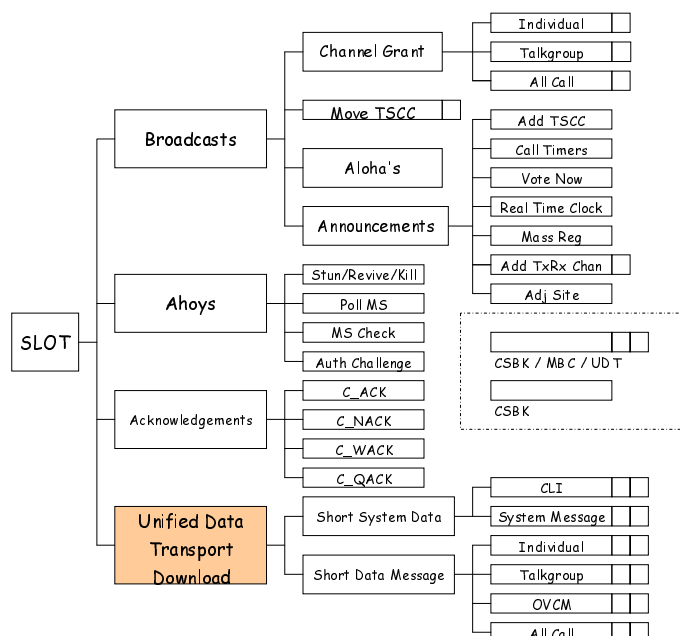 SLOT
Broadcasts
Channel Grant
Individual
Talkgroup
All Call
Move TSCC
Aloha's
Announcements
Add TSCC
Call Timers
Vote Now
Real Time Clock
Mass Reg
Add TxRx Chan
Adj Site
Ahoys
Stun/Revive/Kill
Poll MS
MS Check
Auth Challenge
CSBK / MBC / UDT
CSBK
Acknowledgements
C_ACK
C_NACK
C_WACK
C_QACK
Unified Data
Transport
Download
Short System Data
CLI
System Message
Short Data Message
Individual
Talkgroup
OVCM
All Call